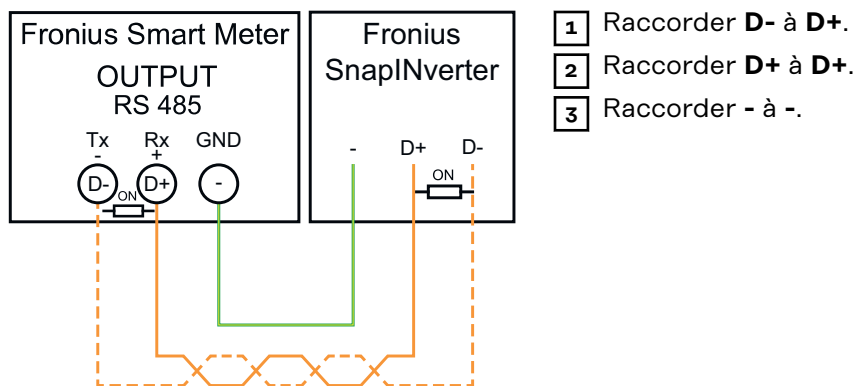 Fronius Smart Meter
OUTPUT
RS 485
Tx Rx GND
- +
D- D+ -
ON
Fronius
SnapINverter
- D+ D-
ON
1 Raccorder D- à D+.
2 Raccorder D+ à D+.
3 Raccorder - à -.